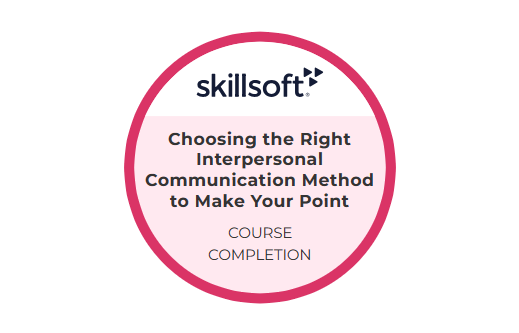 skillsoft®
Choosing the Right
Interpersonal
Communication Method
to Make Your Point
COURSE
COMPLETION